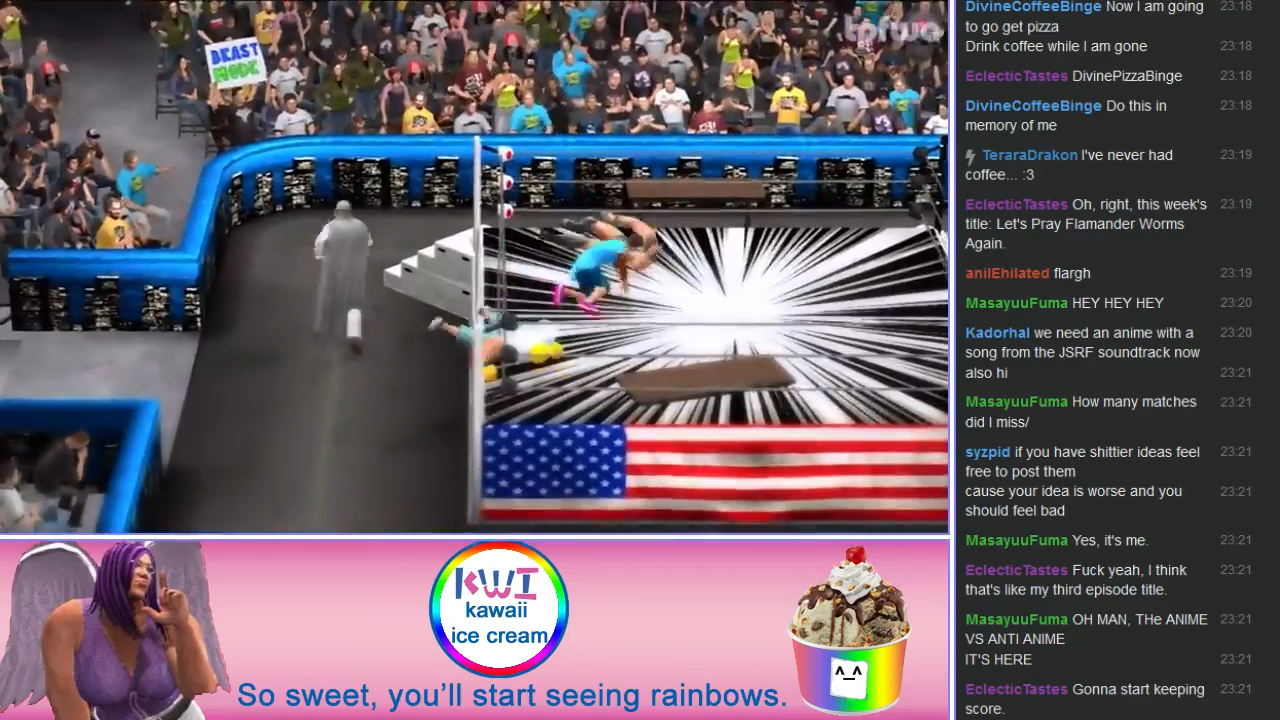 BEAST
MODE
tprwa
DivineCoffeeBinge Now I am going 23:18
to go get pizza
Drink coffee while I am gone 23:18
EclecticTastes DivinePizzaBinge 23:18
DivineCoffeeBinge Do this in 23:18
memory of me
TeraraDrakon I've never had 23:19
coffee... :3
EclecticTastes Oh, right, this week's 23:19
title: Let's Pray Flamander Worms
Again.
anilEhilated flargh 23:19
MasayuuFuma HEY HEY HEY 23:20
Kadorhal we need an anime with a 23:20
song from the JSRF soundtrack now
also hi 23:21
MasayuuFuma How many matches 23:21
did I miss/
syzpid if you have shittier ideas feel 23:21
free to post them
cause your idea is worse and you 23:21
should feel bad
MasayuuFuma Yes, it's me. 23:21
EclecticTastes Fuck yeah, I think 23:21
that's like my third episode title.
MasayuuFuma OH MAN, THe ANIME 23:21
VS ANTI ANIME
IT'S HERE 23:21
EclecticTastes Gonna start keeping 23:21
score.
KWI
kawaii
ice cream
^_^
So sweet, you'll start seeing rainbows.